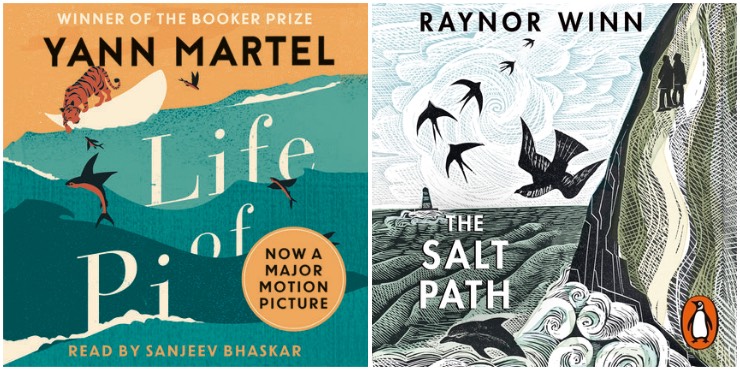 WINNER OF THE BOOKER PRIZE
YANN MARTEL
Life
of
Pi
NOW A
MAJOR
MOTION
PICTURE
READ BY SANJEEV BHASKAR
RAYNOR WINN
THE
SALT
PATH